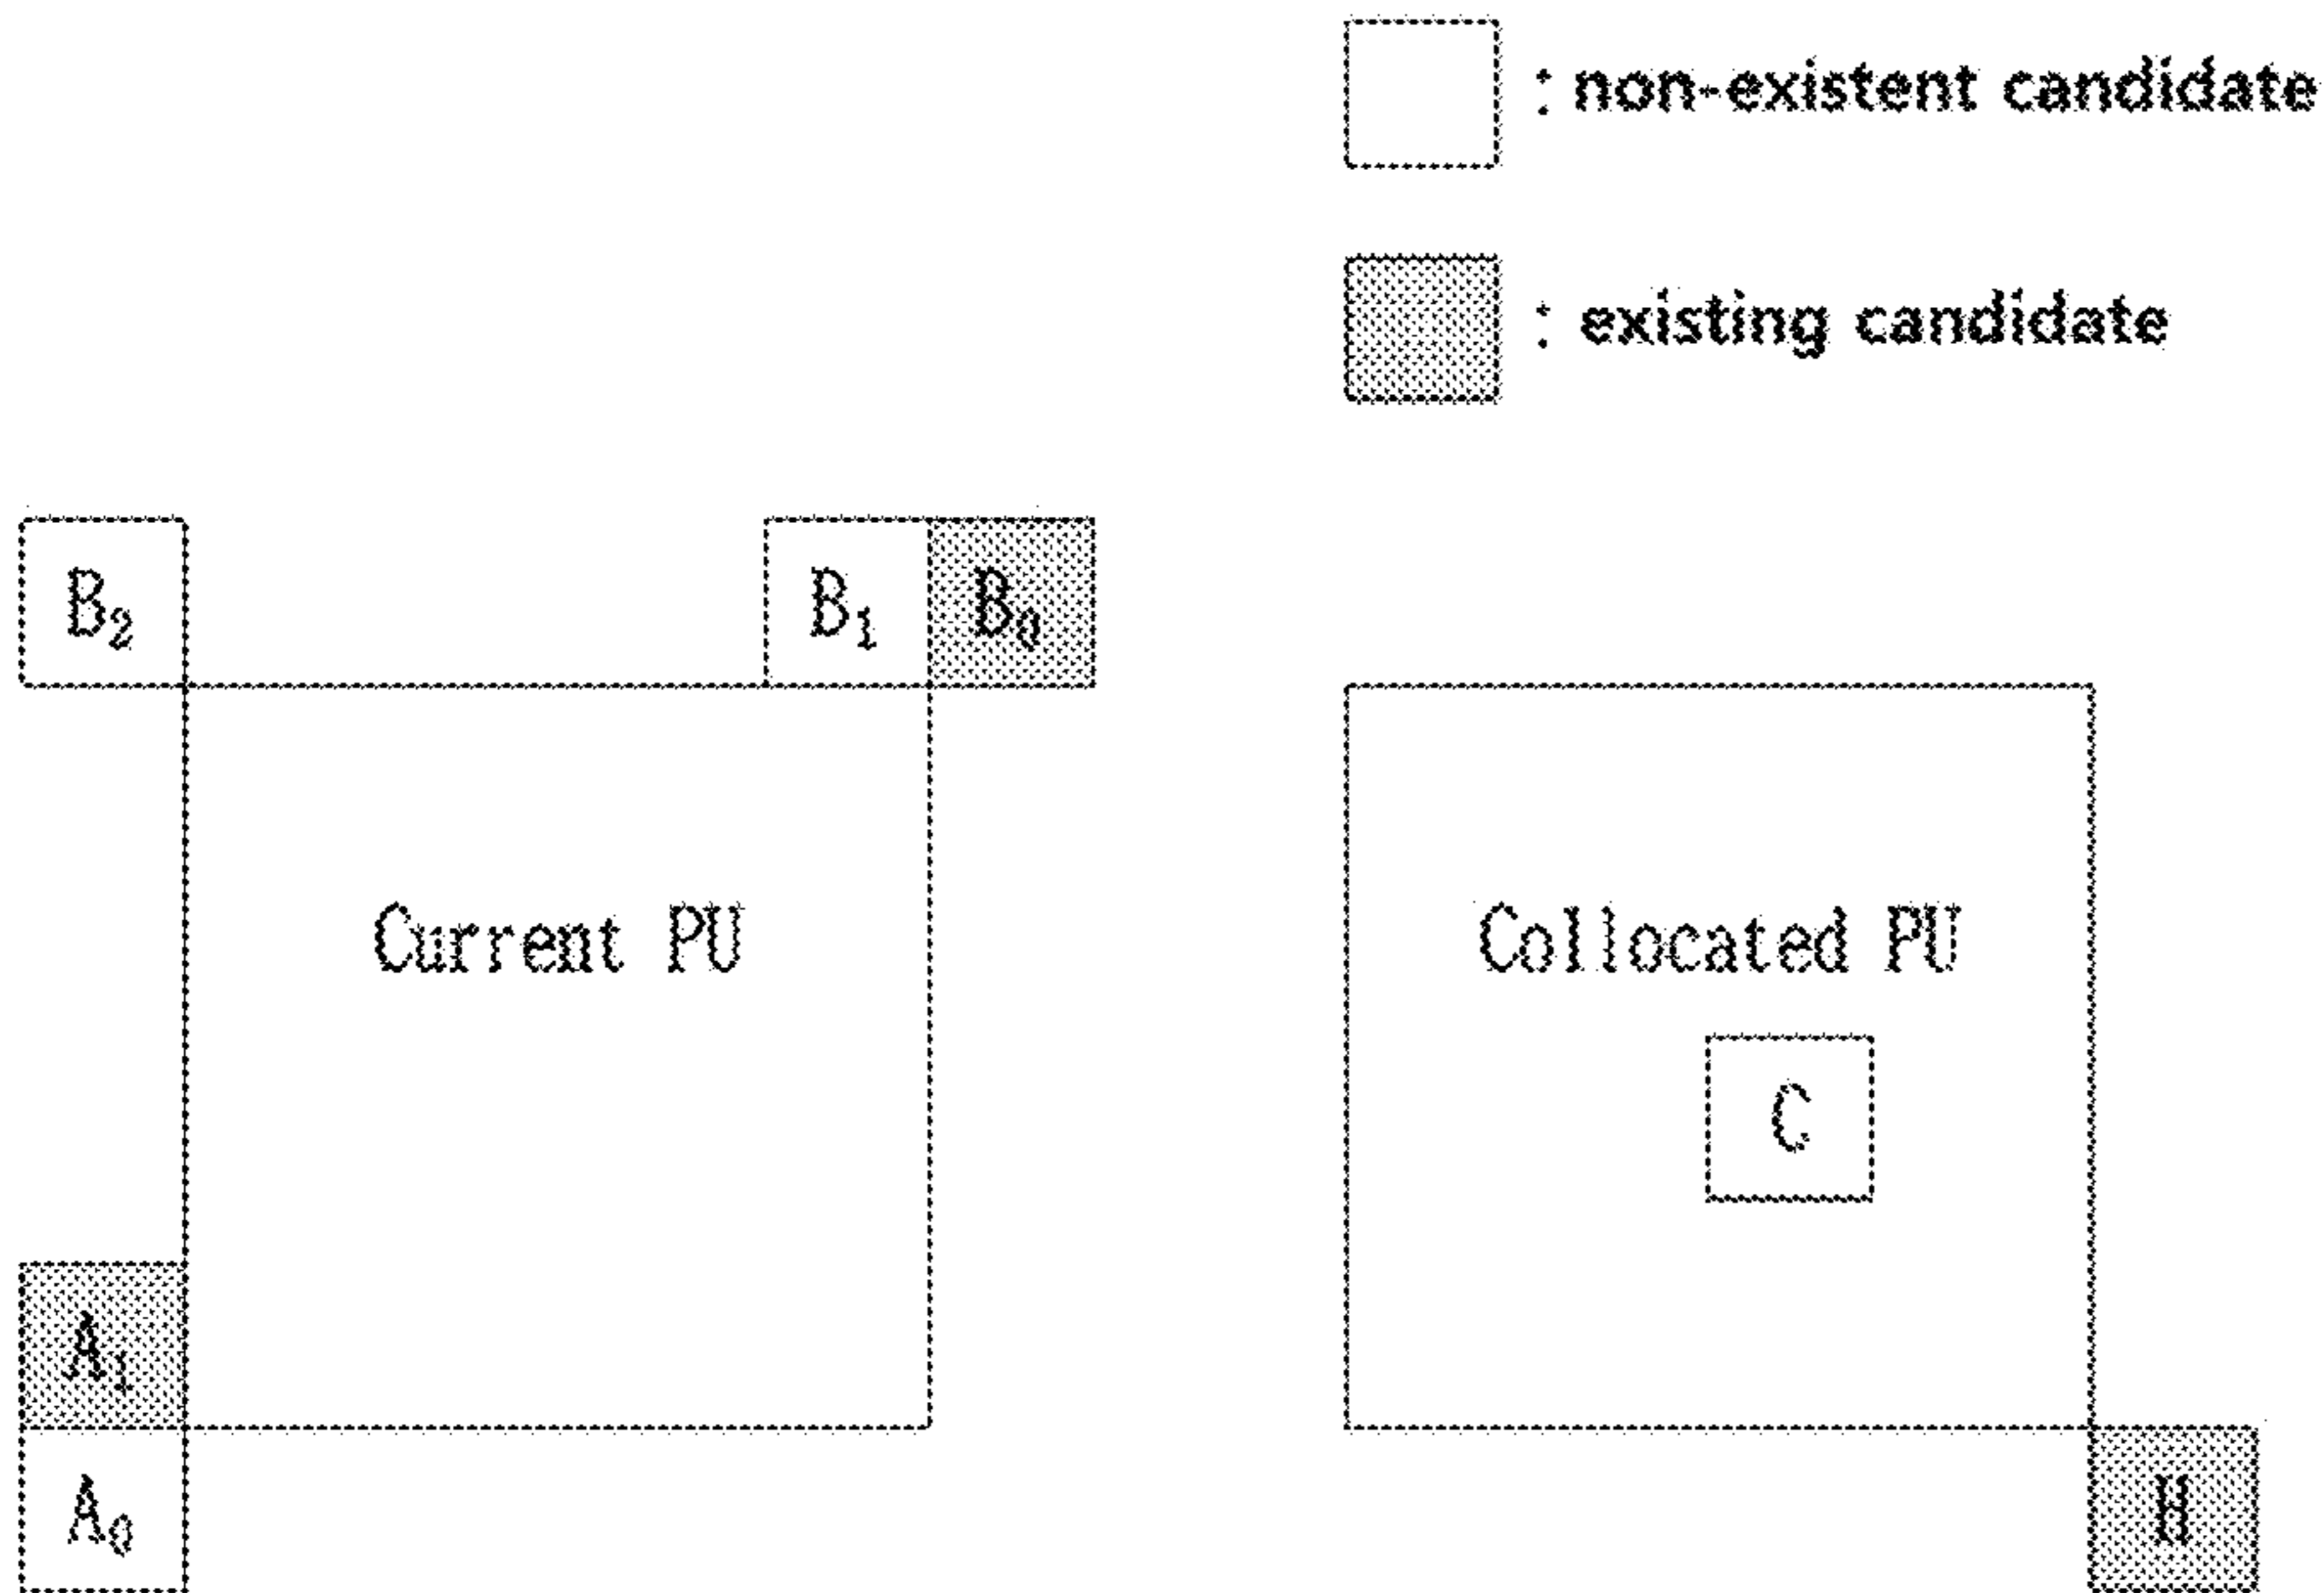 : non-existent candidate
: existing candidate
B₂
B₁
B₀
Current PU
Collocated PU
C
A₁
A₀
H